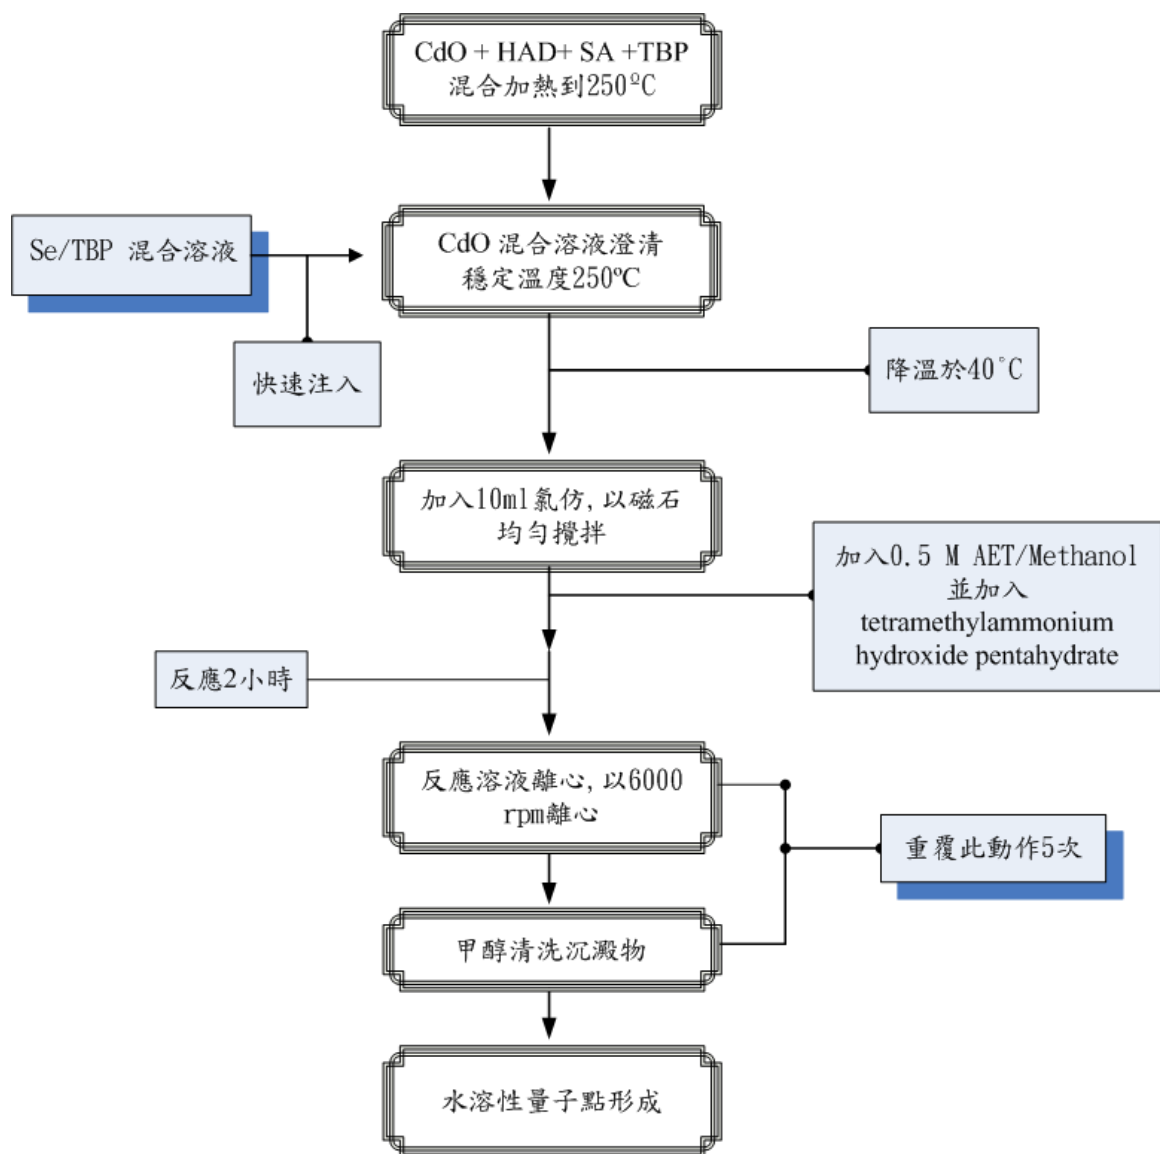 CdO + HAD+ SA +TBP
混合加熱到250ºC
Se/TBP 混合溶液
CdO 混合溶液澄清
穩定溫度250ºC
快速注入
降溫於40°C
加入10ml氯仿,以磁石
均勻攪拌
加入0.5 M AET/Methanol
並加入
tetramethylammonium
hydroxide pentahydrate
反應2小時
反應溶液離心,以6000
rpm離心
重覆此動作5次
甲醇清洗沉澱物
水溶性量子點形成